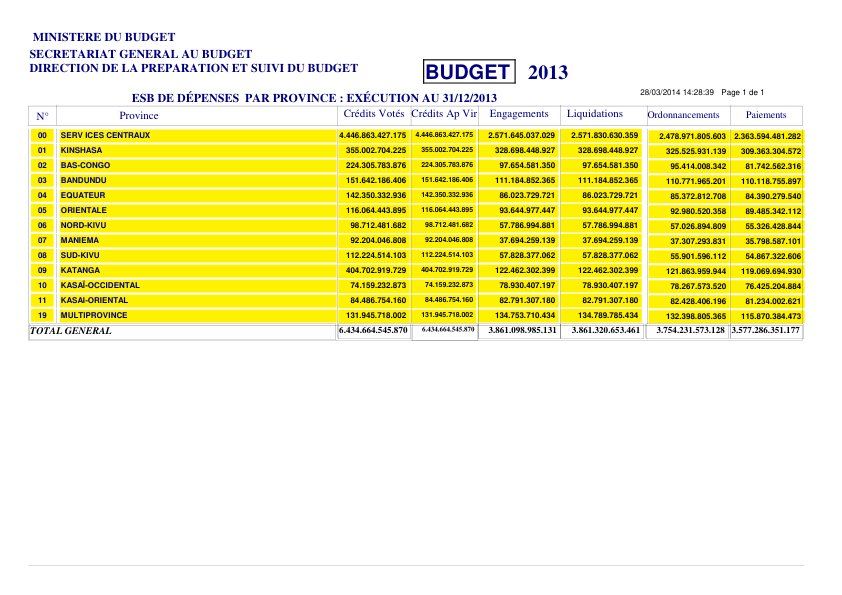 MINISTERE DU BUDGET
SECRETARIAT GENERAL AU BUDGET
DIRECTION DE LA PREPARATION ET SUIVI DU BUDGET
BUDGET 2013
28/03/2014 14:28:39 Page 1 de 1
ESB DE DÉPENSES PAR PROVINCE : EXÉCUTION AU 31/12/2013
N° Province Crédits Votés Crédits Ap Vir Engagements Liquidations Ordonnancements Paiements
00 SERV ICES CENTRAUX 4.446.863.427.175 4.446.863.427.175 2.571.645.037.029 2.571.830.630.359 2.478.971.805.603 2.363.594.481.282
01 KINSHASA 355.002.704.225 355.002.704.225 328.698.448.927 328.698.448.927 325.525.931.139 309.363.304.572
02 BAS-CONGO 224.305.783.876 224.305.783.876 97.654.581.350 97.654.581.350 95.414.008.342 81.742.562.316
03 BANDUNDU 151.642.186.406 151.642.186.406 111.184.852.365 111.184.852.365 110.771.965.201 110.118.755.897
04 EQUATEUR 142.350.332.936 142.350.332.936 86.023.729.721 86.023.729.721 85.372.812.708 84.390.279.540
05 ORIENTALE 116.064.443.895 116.064.443.895 93.644.977.447 93.644.977.447 92.980.520.358 89.485.342.112
06 NORD-KIVU 98.712.481.682 98.712.481.682 57.786.994.881 57.786.994.881 57.026.894.809 55.326.428.844
07 MANIEMA 92.204.046.808 92.204.046.808 37.694.259.139 37.694.259.139 37.307.293.831 35.798.587.101
08 SUD-KIVU 112.224.514.103 112.224.514.103 57.828.377.062 57.828.377.062 55.901.596.112 54.867.322.606
09 KATANGA 404.702.919.729 404.702.919.729 122.462.302.399 122.462.302.399 121.863.959.944 119.069.694.930
10 KASAÏ-OCCIDENTAL 74.159.232.873 74.159.232.873 78.930.407.197 78.930.407.197 78.267.573.520 76.425.204.884
11 KASAI-ORIENTAL 84.486.754.160 84.486.754.160 82.791.307.180 82.791.307.180 82.428.406.196 81.234.002.621
19 MULTIPROVINCE 131.945.718.002 131.945.718.002 134.753.710.434 134.789.785.434 132.398.805.365 115.870.384.473
TOTAL GENERAL 6.434.664.545.870 6.434.664.545.870 3.861.098.985.131 3.861.320.653.461 3.754.231.573.128 3.577.286.351.177